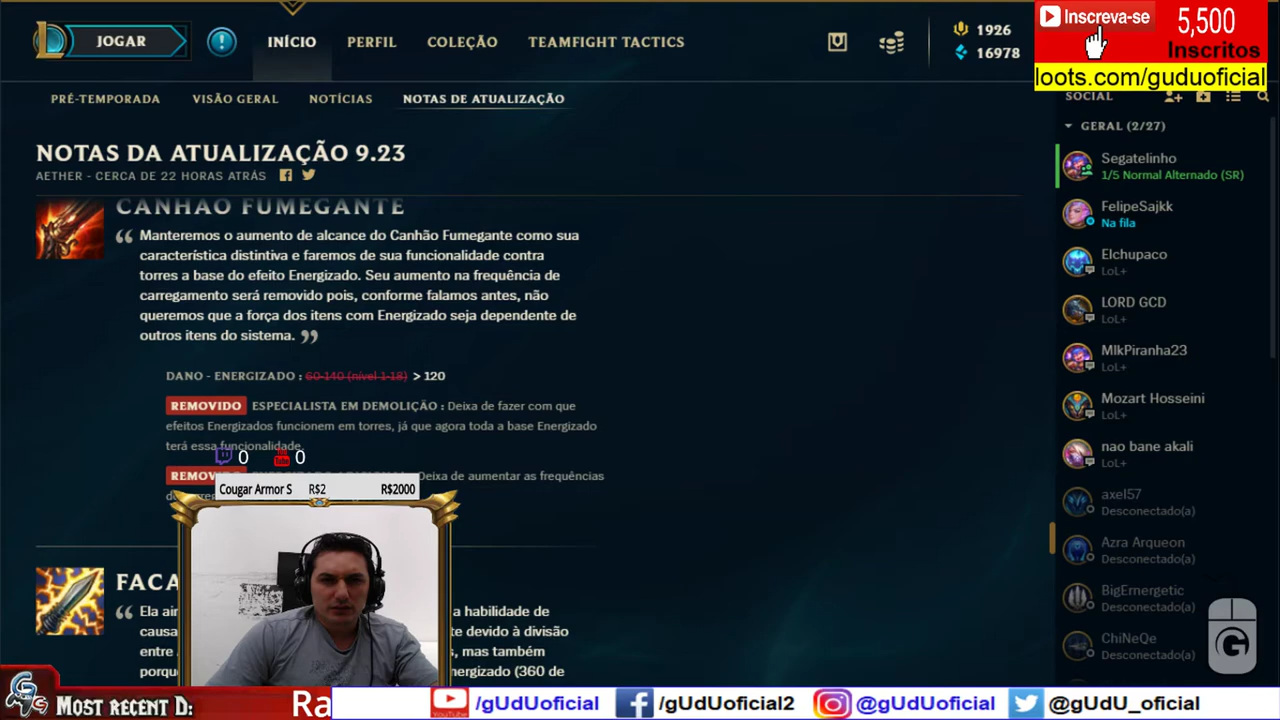 JOGAR
INÍCIO
PERFIL
COLEÇÃO
TEAMFIGHT TACTICS
1926
16978
Inscreva-se
5,500
Inscritos
loots.com/guduoficial
PRÉ-TEMPORADA
VISÃO GERAL
NOTÍCIAS
NOTAS DE ATUALIZAÇÃO
SOCIAL
NOTAS DA ATUALIZAÇÃO 9.23
AETHER - CERCA DE 22 HORAS ATRÁS
CANHÃO FUMEGANTE
“ Manteremos o aumento de alcance do Canhão Fumegante como sua
característica distintiva e faremos de sua funcionalidade contra
torres a base do efeito Energizado. Seu aumento na frequência de
carregamento será removido pois, conforme falamos antes, não
queremos que a força dos itens com Energizado seja dependente de
outros itens do sistema. ”
DANO - ENERGIZADO : 60-140 (nível 1-18) > 120
REMOVIDO ESPECIALISTA EM DEMOLIÇÃO : Deixa de fazer com que
efeitos Energizados funcionem em torres, já que agora toda a base Energizado
terá essa funcionalidade.
0 0
Deixa de aumentar as frequências
Cougar Armor S R$2 R$2000
FACA
“ Ela
a habilidade de
te devido à divisão
entre
, mas também
nergizado (360 de
GERAL (2/27)
Segatelinho
1/5 Normal Alternado (SR)
FelipeSajkk
Na fila
Elchupaco
LoL+
LORD GCD
LoL+
MlkPiranha23
LoL+
Mozart Hosseini
LoL+
nao bane akali
LoL+
axel57
Desconectado(a)
Azra Arqueon
Desconectado(a)
BigEmergetic
Desconectado(a)
ChiNeQe
Desconectado(a)
G
MOST RECENT D:
Ra
YouTube
/gUdUoficial
/gUdUoficial2
@gUdUoficial
@gUdU_oficial